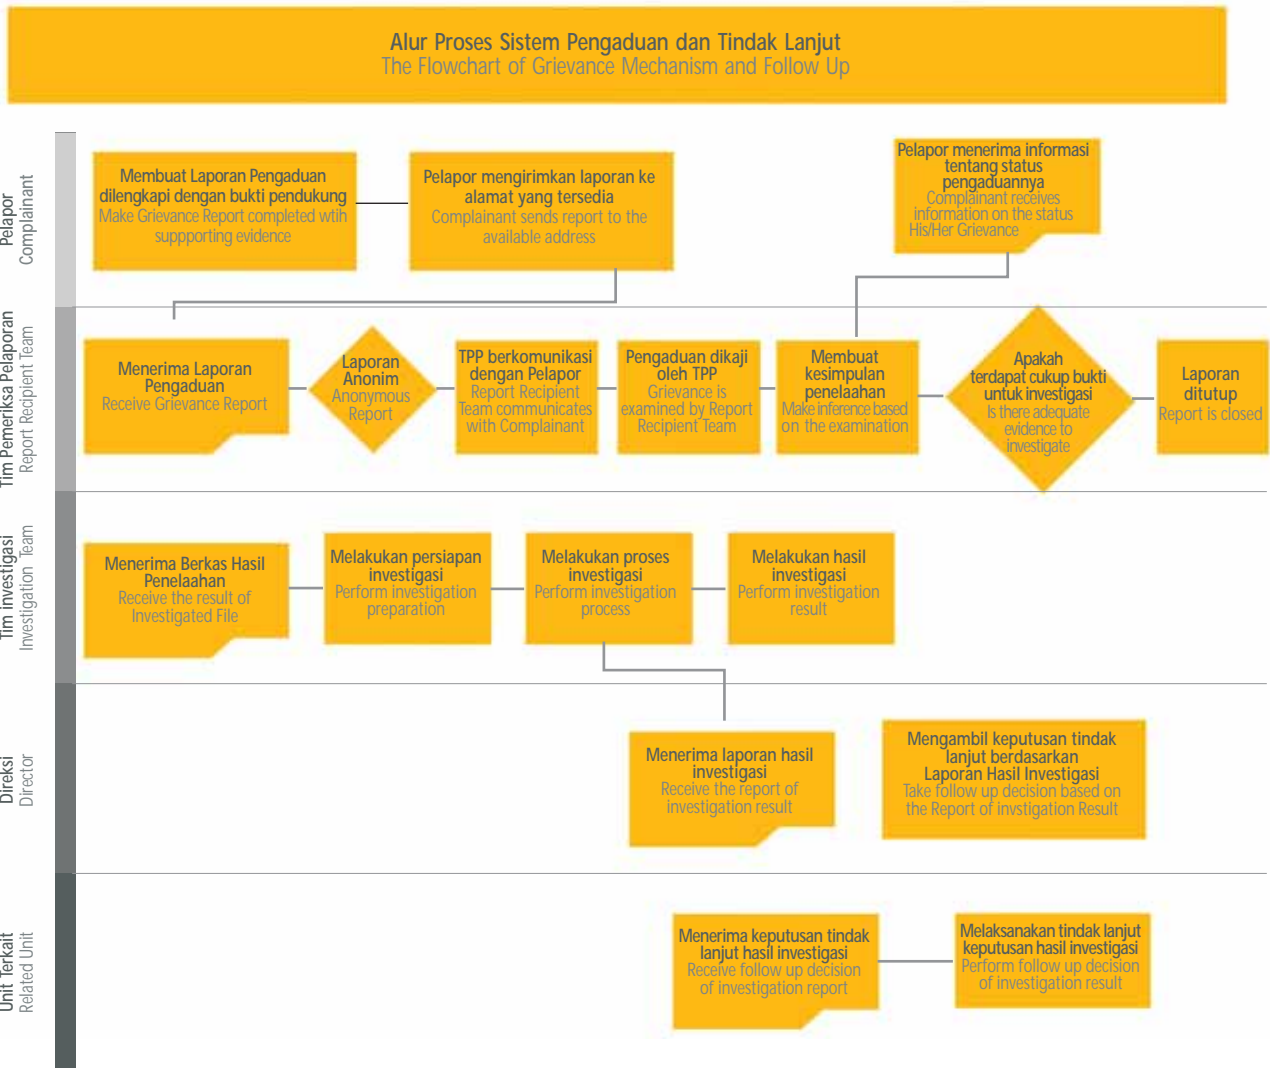 Alur Proses Sistem Pengaduan dan Tindak Lanjut
The Flowchart of Grievance Mechanism and Follow Up
Pelapor
Complainant
Membuat Laporan Pengaduan
dilengkapi dengan bukti pendukung
Make Grievance Report completed wtih
suppporting evidence
Pelapor mengirimkan laporan ke
alamat yang tersedia
Complainant sends report to the
available address
Pelapor menerima informasi
tentang status
pengaduannya
Complainant receives
information on the status
His/Her Grievance
Tim Pemeriksa Pelaporan
Report Recipient Team
Menerima Laporan
Pengaduan
Receive Grievance Report
Laporan
Anonim
Anonymous
Report
TPP berkomunikasi
dengan Pelapor
Report Recipient
Team communicates
with Complainant
Pengaduan dikaji
oleh TPP
Grievance is
examined by Report
Recipient Team
Membuat
kesimpulan
penelaahan
Make inference based
on the examination
Apakah
terdapat cukup bukti
untuk investigasi
Is there adequate
evidence to
investigate
Laporan
ditutup
Report is closed
Tim investigasi
Investigation Team
Menerima Berkas Hasil
Penelaahan
Receive the result of
Investigated File
Melakukan persiapan
investigasi
Perform investigation
preparation
Melakukan proses
investigasi
Perform investigation
process
Melakukan hasil
investigasi
Perform investigation
result
Direksi
Director
Menerima laporan hasil
investigasi
Receive the report of
investigation result
Mengambil keputusan tindak
lanjut berdasarkan
Laporan Hasil Investigasi
Take follow up decision based on
the Report of invstigation Result
Unit Terkait
Related Unit
Menerima keputusan tindak
lanjut hasil investigasi
Receive follow up decision
of investigation report
Melaksanakan tindak lanjut
keputusan hasil investigasi
Perform follow up decision
of investigation result